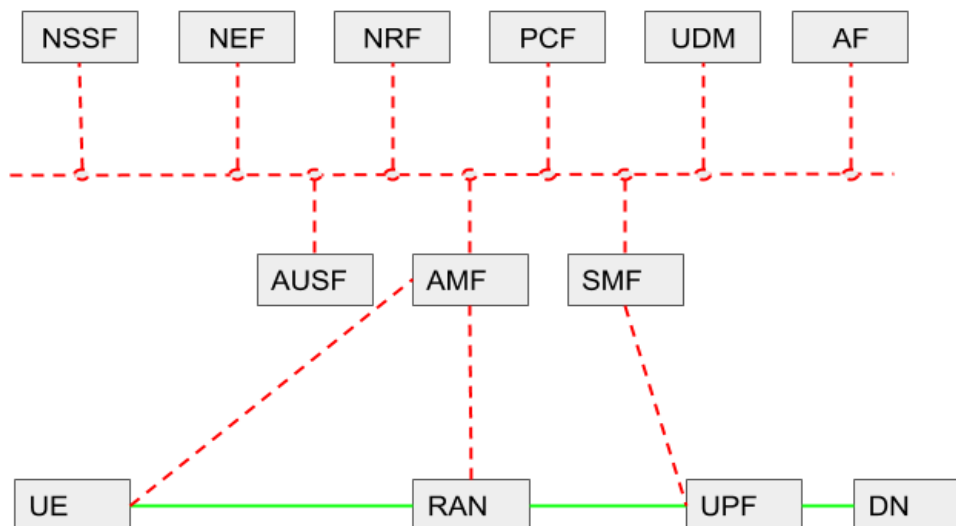 NSSF
NEF
NRF
PCF
UDM
AF
AUSF
AMF
SMF
UE
RAN
UPF
DN